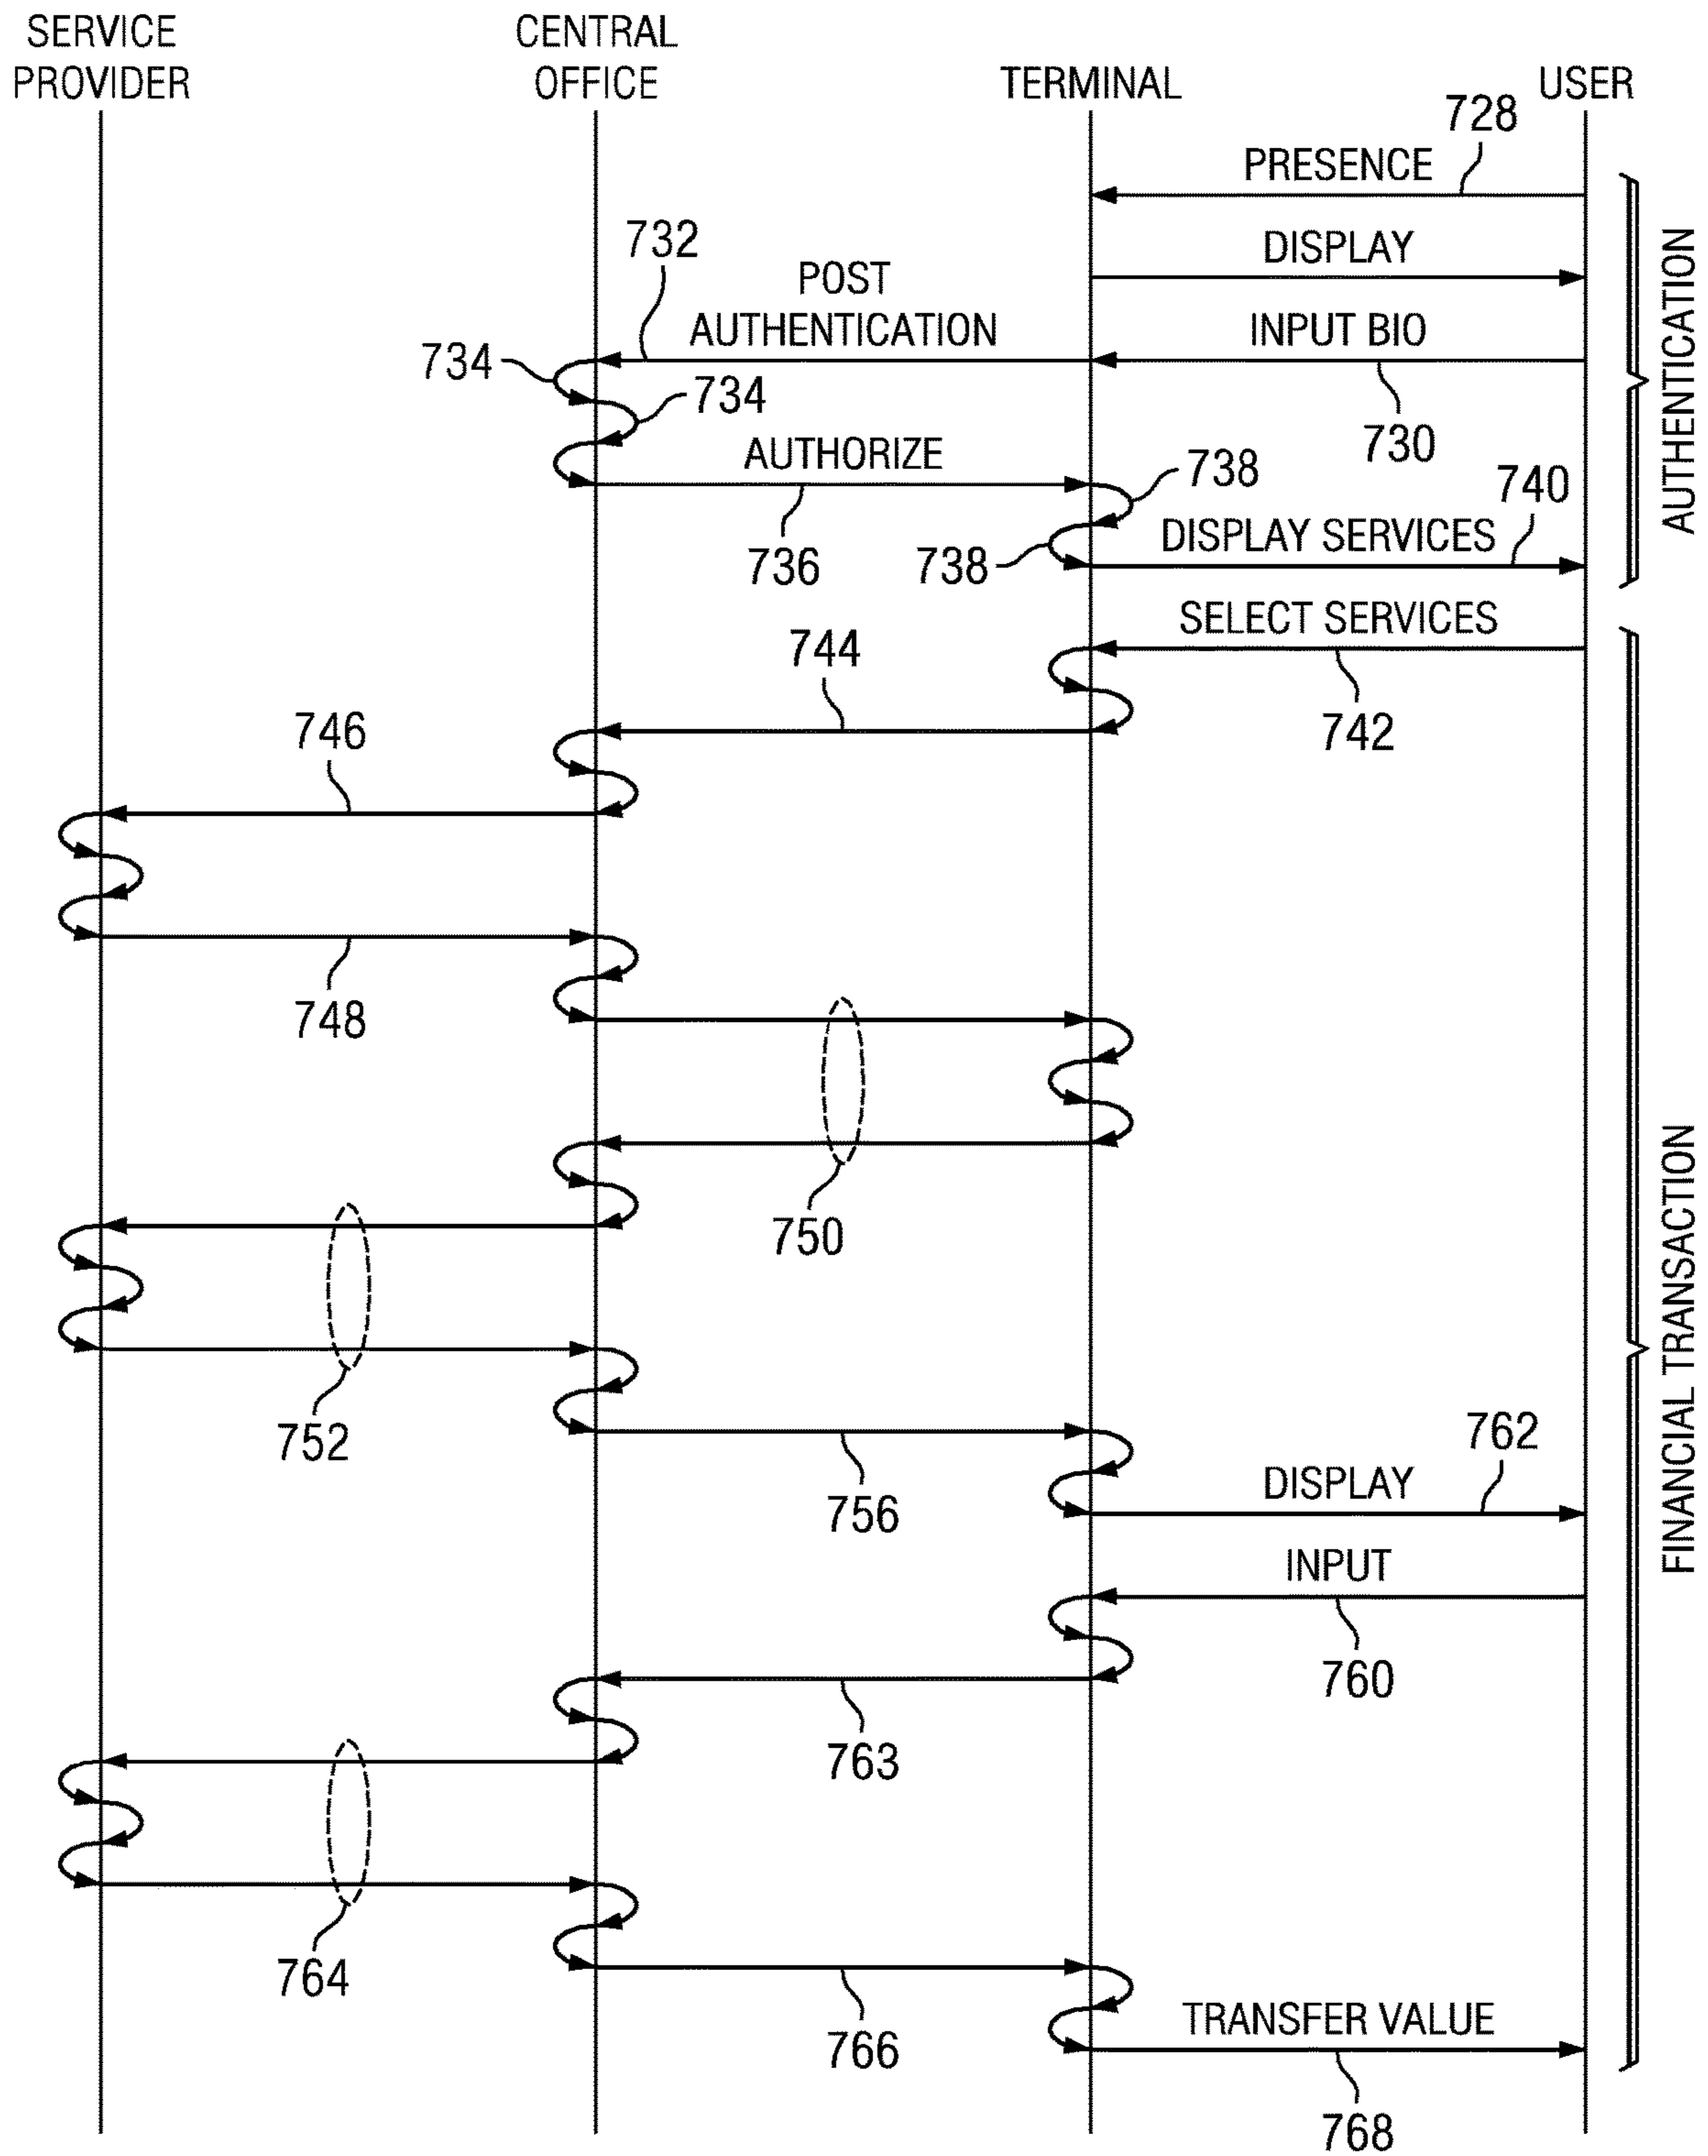 SERVICE
PROVIDER
CENTRAL
OFFICE
TERMINAL
USER
728
PRESENCE
732
DISPLAY
POST
AUTHENTICATION
INPUT BIO
734
734
730
AUTHORIZE
738
740
736
738
DISPLAY SERVICES
AUTHENTICATION
SELECT SERVICES
744
742
746
748
750
752
756
762
DISPLAY
INPUT
760
763
FINANCIAL TRANSACTION
764
766
TRANSFER VALUE
768